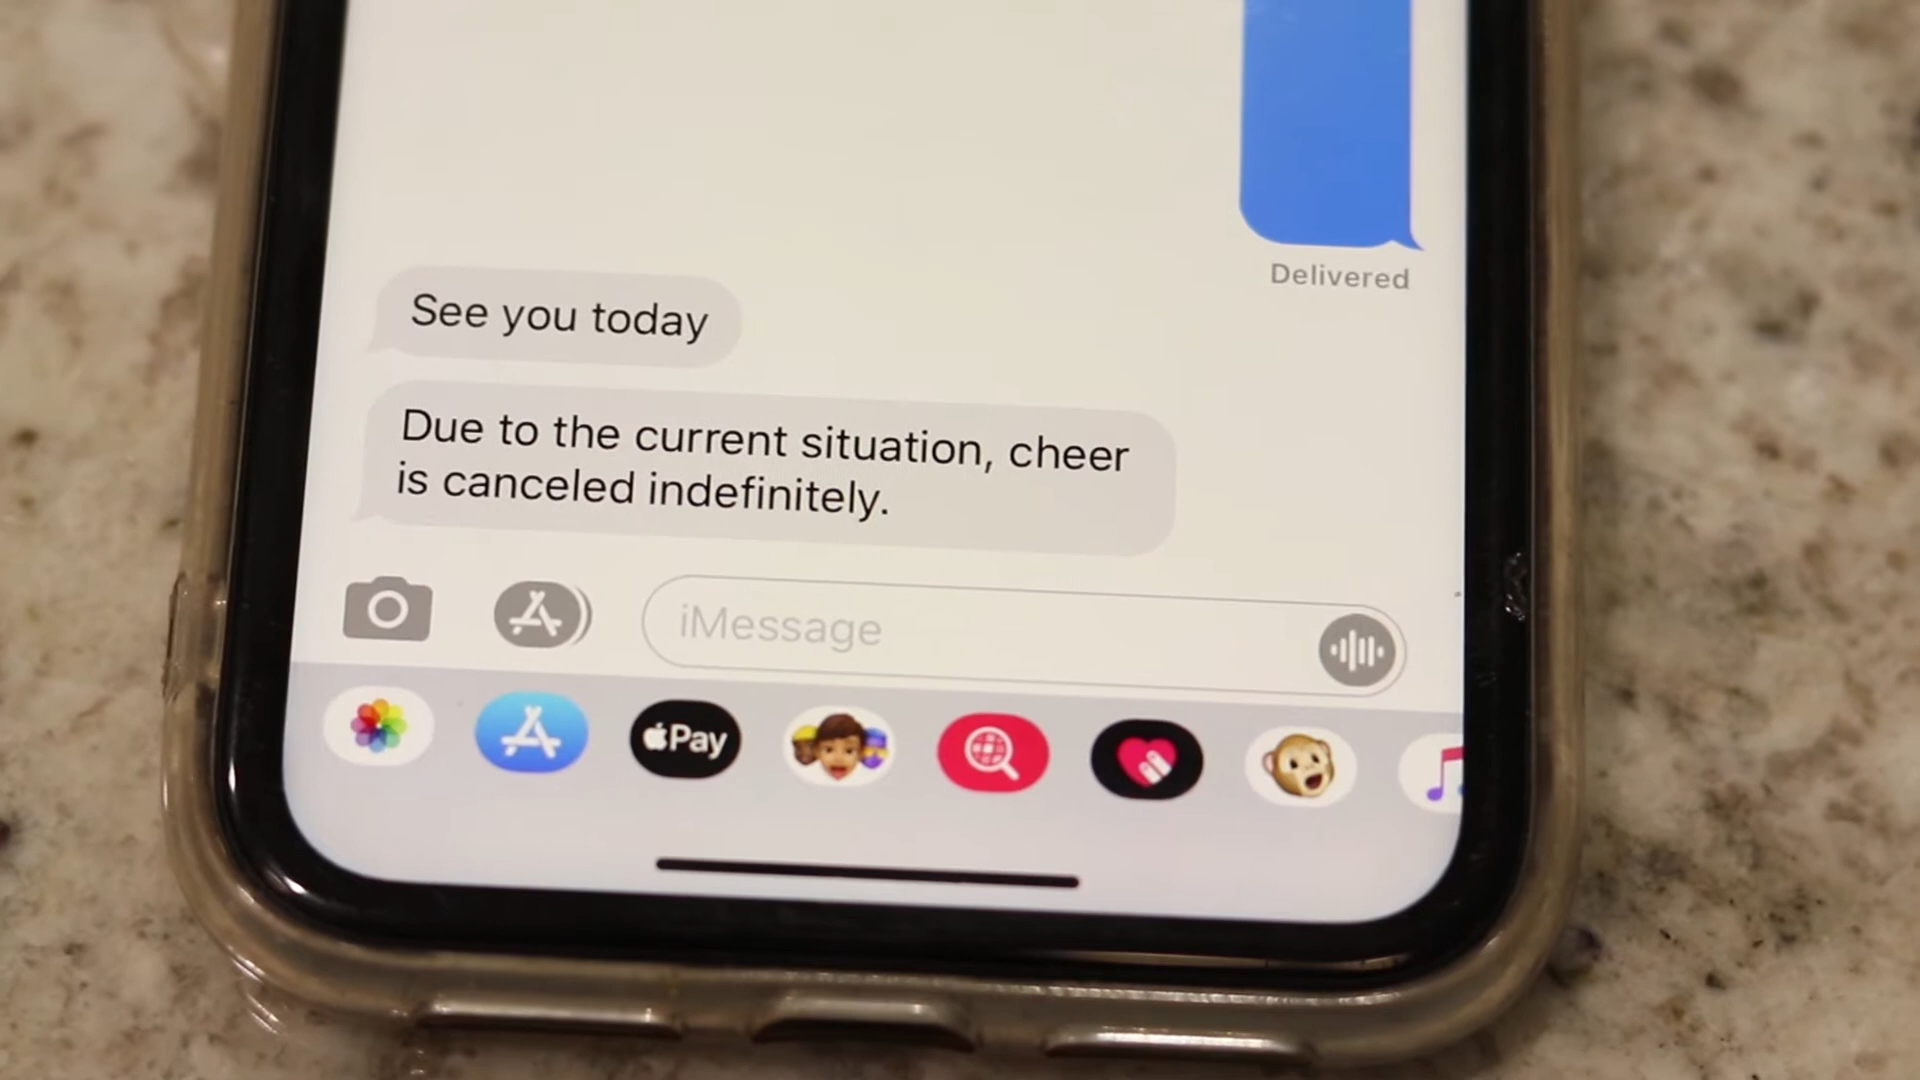 Delivered
See you today
Due to the current situation, cheer
is canceled indefinitely.
iMessage
Pay